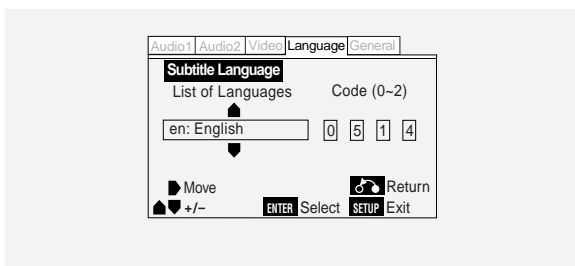 Audio1 Audio2 Video Language General
Subtitle Language
List of Languages Code (0~2)
en: English 0 5 1 4
Move Return
+/– ENTER Select SETUP Exit